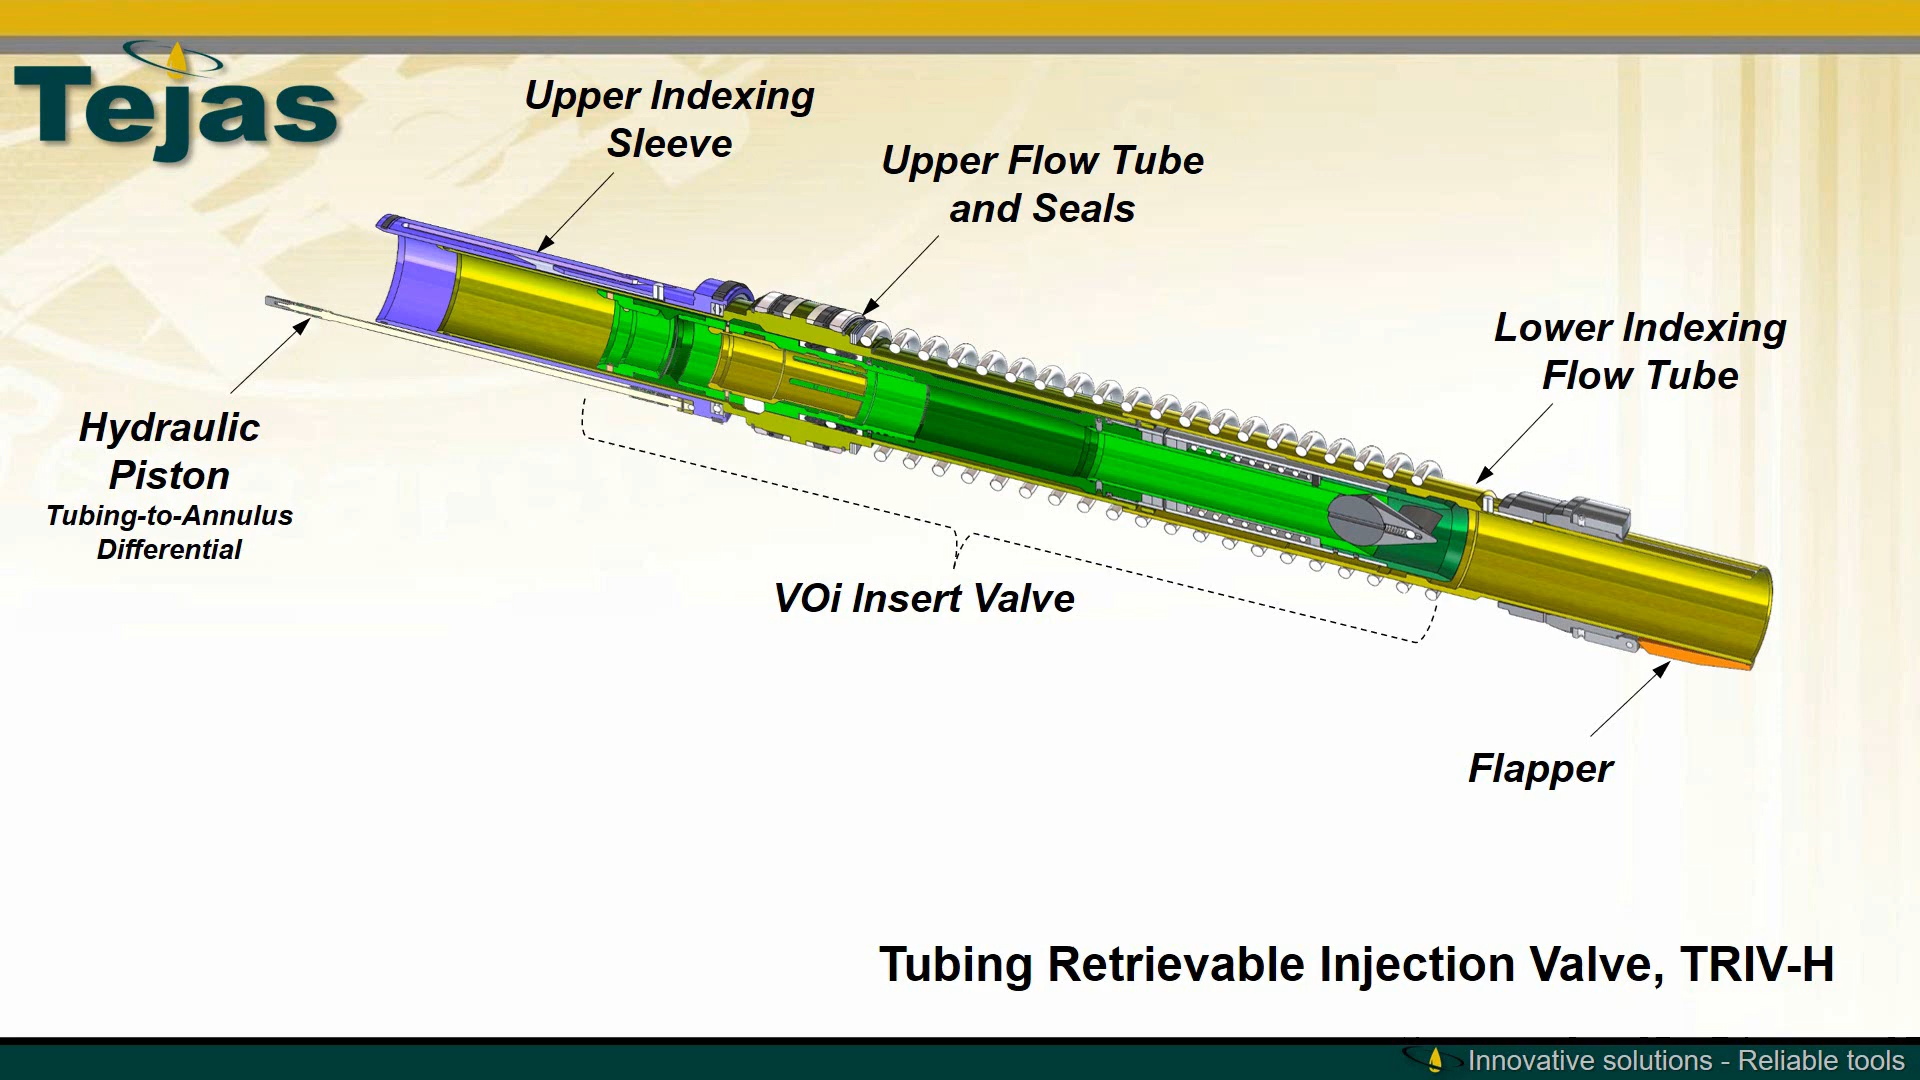 Tejas
Upper Indexing
Sleeve
Upper Flow Tube
and Seals
Lower Indexing
Flow Tube
Hydraulic
Piston
Tubing-to-Annulus
Differential
VOi Insert Valve
Flapper
Tubing Retrievable Injection Valve, TRIV-H
Innovative solutions - Reliable tools